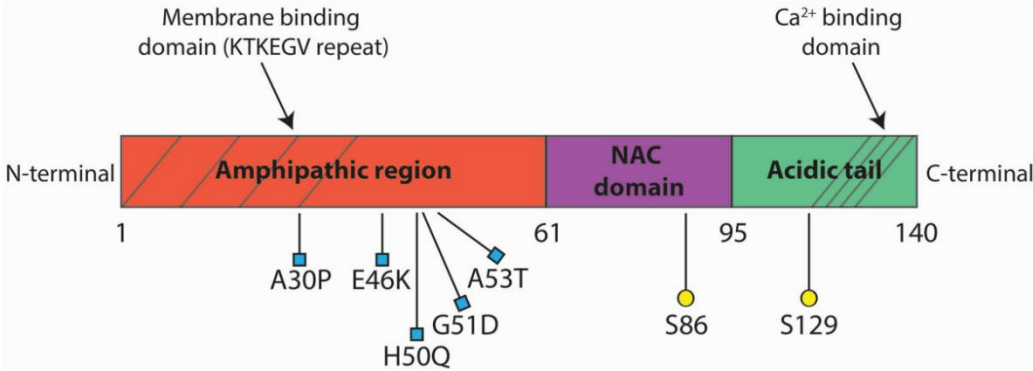 Membrane binding
domain (KTKEGV repeat)
Ca²⁺ binding
domain
N-terminal
Amphipathic region
NAC
domain
Acidic tail
C-terminal
1
61
95
140
A30P
E46K
A53T
G51D
H50Q
S86
S129